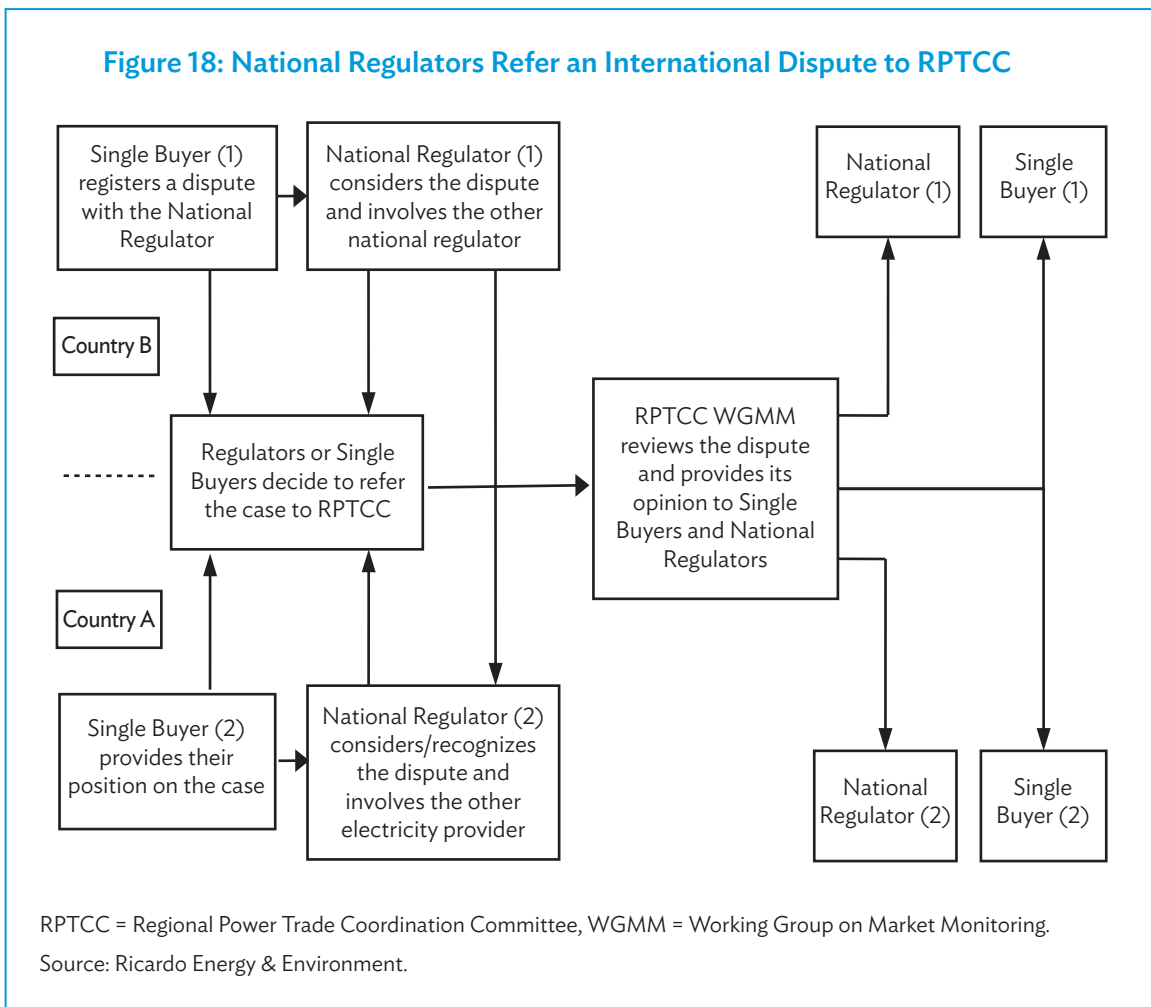 Figure 18: National Regulators Refer an International Dispute to RPTCC
Single Buyer (1)
registers a dispute
with the National
Regulator
National Regulator (1)
considers the dispute
and involves the other
national regulator
National
Regulator (1)
Single
Buyer (1)
Country B
Regulators or Single
Buyers decide to refer
the case to RPTCC
RPTCC WGMM
reviews the dispute
and provides its
opinion to Single
Buyers and National
Regulators
Country A
Single Buyer (2)
provides their
position on the case
National Regulator (2)
considers/recognizes
the dispute and
involves the other
electricity provider
National
Regulator (2)
Single
Buyer (2)
RPTCC = Regional Power Trade Coordination Committee, WGMM = Working Group on Market Monitoring.
Source: Ricardo Energy & Environment.